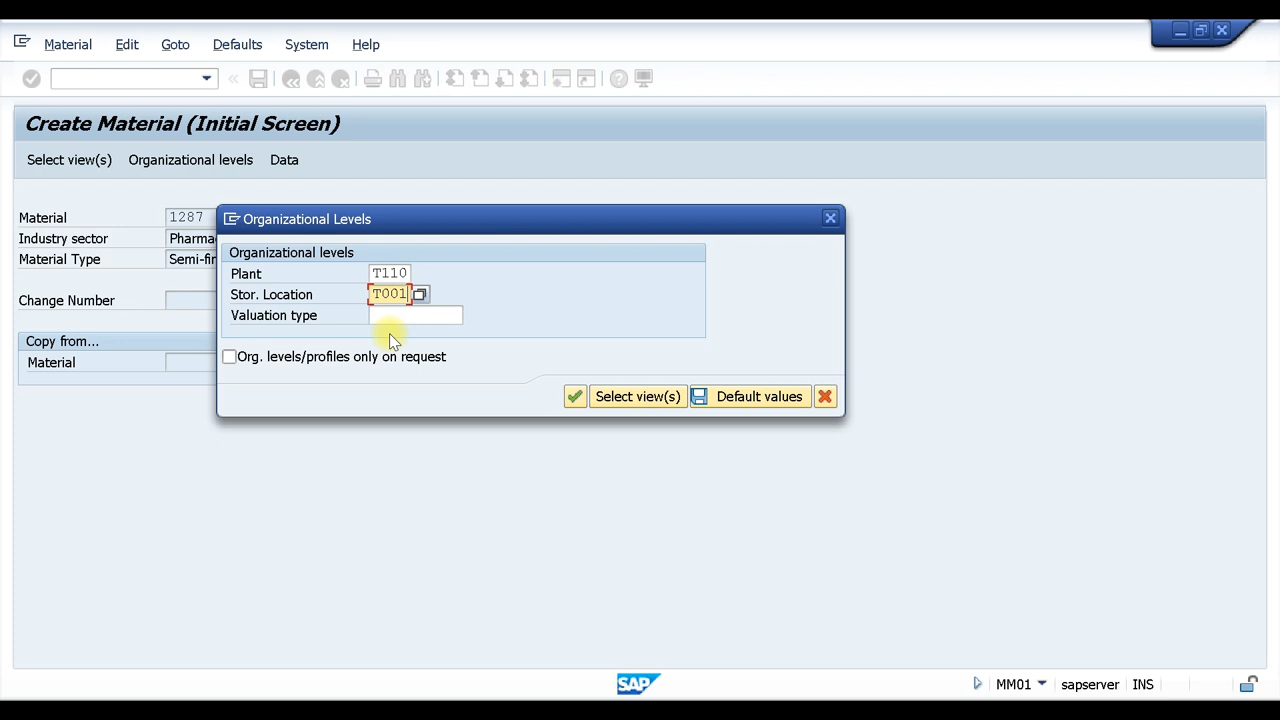 Material Edit Goto Defaults System Help
Create Material (Initial Screen)
Select view(s) Organizational levels Data
Material 1287
Industry sector Pharma
Material Type Semi-fi
Change Number
Copy from...
Material
Organizational Levels
Organizational levels
Plant T110
Stor. Location T001
Valuation type
Org. levels/profiles only on request
Select view(s) Default values
SAP MM01 sapserver INS